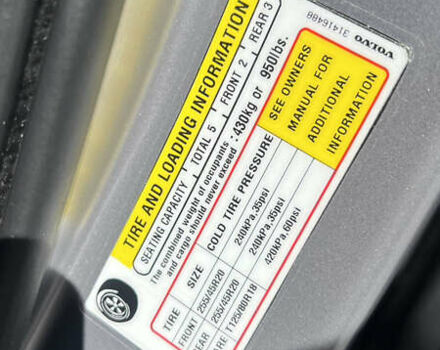 TIRE AND LOADING INFORMATION
SEATING CAPACITY | TOTAL 5 | FRONT 2 | REAR 3
The combined weight of occupants
and cargo should never exceed : 430kg or 950lbs.
TIRE SIZE COLD TIRE PRESSURE
FRONT 255/45R20 240kPa,35psi
REAR 255/45R20 240kPa,35psi
T125/80R18 420kPa,60psi
SEE OWNERS
MANUAL FOR
ADDITIONAL
INFORMATION
VOLVO
31416480